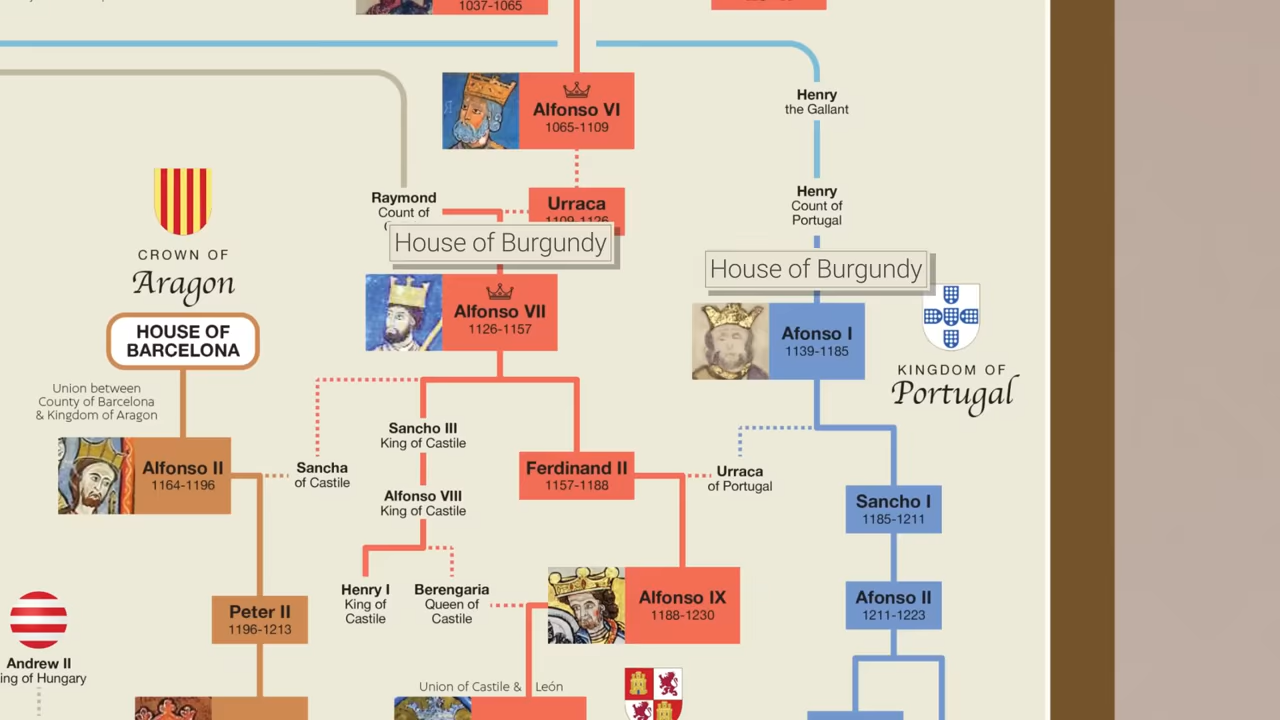 1037-1065
Alfonso VI
1065-1109
Henry
the Gallant
Raymond
Count of
Urraca
1109-1126
Henry
Count of
Portugal
House of Burgundy
House of Burgundy
CROWN OF
Aragon
HOUSE OF
BARCELONA
Alfonso VII
1126-1157
Afonso I
1139-1185
KINGDOM OF
Portugal
Union between
County of Barcelona
& Kingdom of Aragon
Alfonso II
1164-1196
Sancha
of Castile
Sancho III
King of Castile
Ferdinand II
1157-1188
Urraca
of Portugal
Alfonso VIII
King of Castile
Sancho I
1185-1211
Henry I
King of
Castile
Berengaria
Queen of
Castile
Alfonso IX
1188-1230
Afonso II
1211-1223
Peter II
1196-1213
Andrew II
ing of Hungary
Union of Castile & León